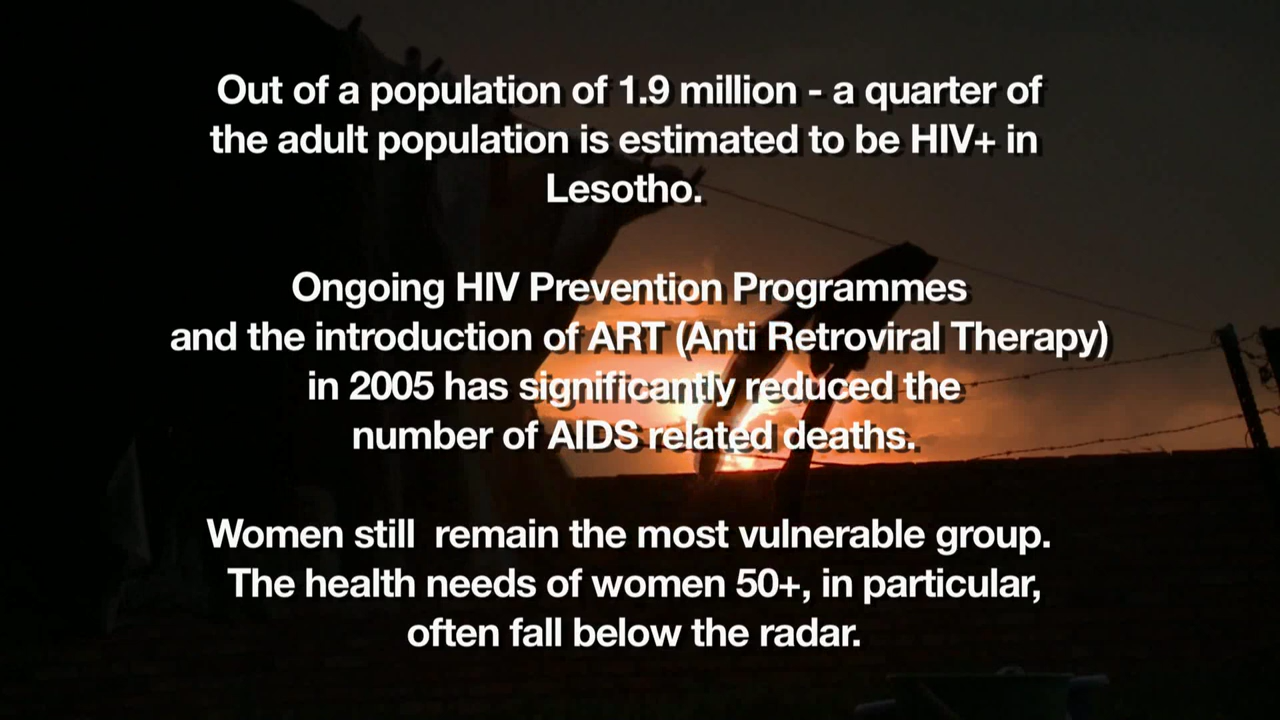 Out of a population of 1.9 million - a quarter of
the adult population is estimated to be HIV+ in
Lesotho.
Ongoing HIV Prevention Programmes
and the introduction of ART (Anti Retroviral Therapy)
in 2005 has significantly reduced the
number of AIDS related deaths.
Women still  remain the most vulnerable group.
The health needs of women 50+, in particular,
often fall below the radar.